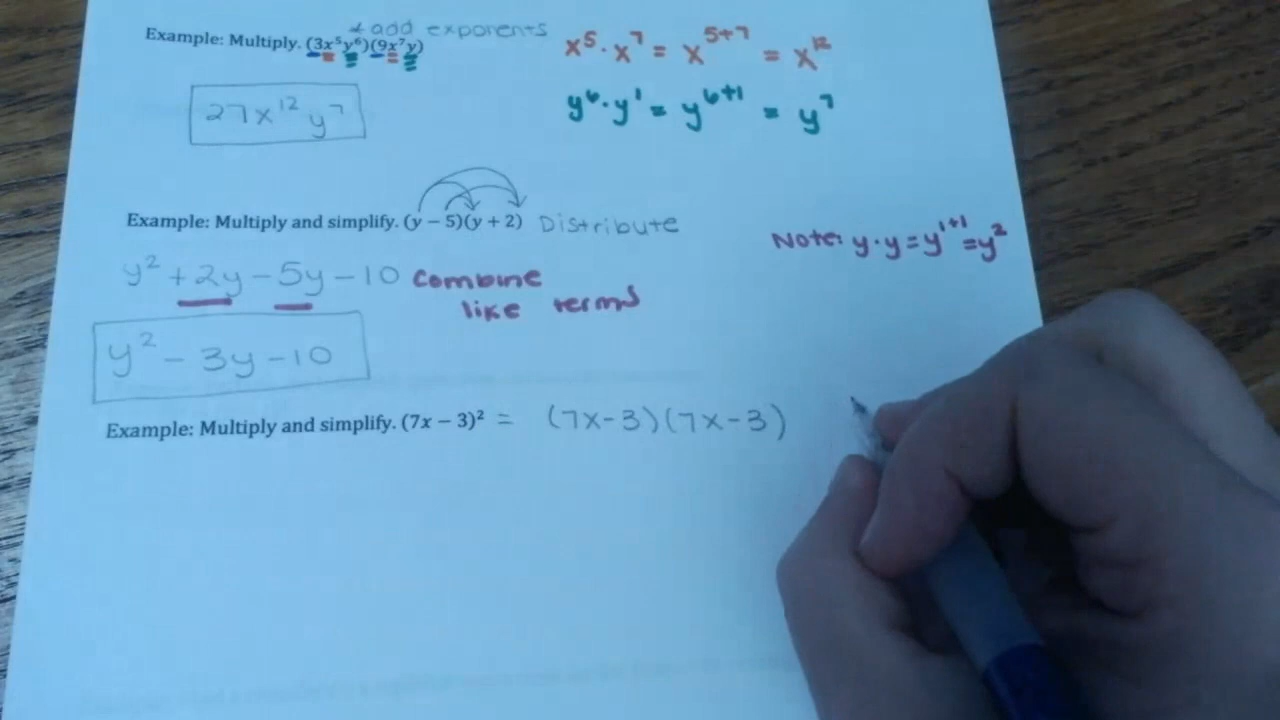 * add exponents
Example: Multiply. (3x⁵y⁶)(9x⁷y)
x⁵·x⁷ = x⁵⁺⁷ = x¹²
27x¹²y⁷
y⁶·y¹ = y⁶⁺¹ = y⁷
Example: Multiply and simplify. (y − 5)(y + 2) Distribute
Note: y·y=y¹⁺¹=y²
y² +2y −5y −10 combine
like terms
y² − 3y −10
Example: Multiply and simplify. (7x − 3)² = (7x−3)(7x−3)